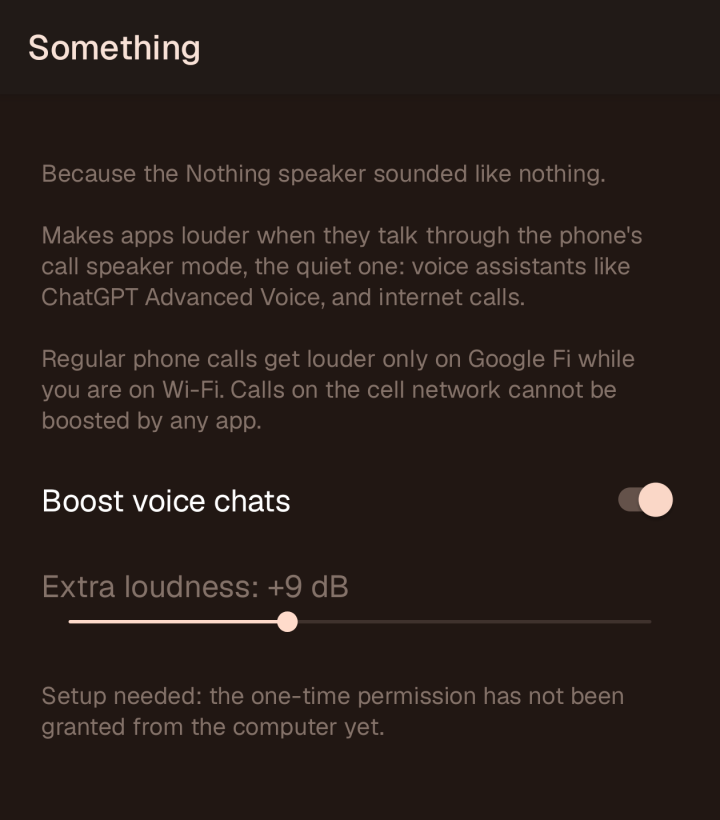 Something
Because the Nothing speaker sounded like nothing.
Makes apps louder when they talk through the phone's
call speaker mode, the quiet one: voice assistants like
ChatGPT Advanced Voice, and internet calls.
Regular phone calls get louder only on Google Fi while
you are on Wi-Fi. Calls on the cell network cannot be
boosted by any app.
Boost voice chats
Extra loudness: +9 dB
Setup needed: the one-time permission has not been
granted from the computer yet.